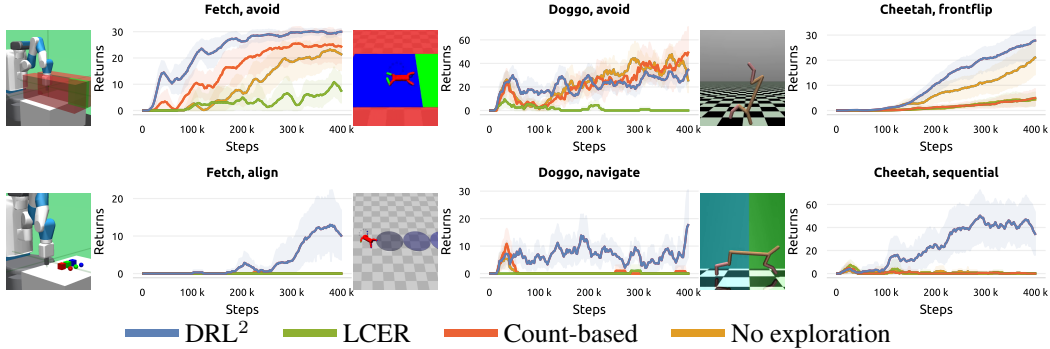 Fetch, avoid
Returns
30
20
10
0
0
100 k
200 k
300 k
400 k
Steps
Doggo, avoid
Returns
60
40
20
0
0
100 k
200 k
300 k
400 k
Steps
Cheetah, frontflip
Returns
30
20
10
0
0
100 k
200 k
300 k
400 k
Steps
Fetch, align
Returns
20
10
0
0
100 k
200 k
300 k
400 k
Steps
Doggo, navigate
Returns
30
20
10
0
0
100 k
200 k
300 k
400 k
Steps
Cheetah, sequential
Returns
60
40
20
0
0
100 k
200 k
300 k
400 k
Steps
DRL²
LCER
Count-based
No exploration